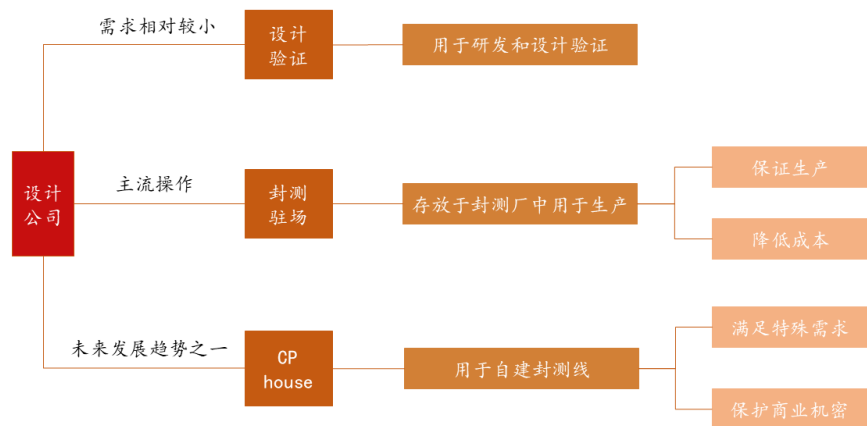 需求相对较小
设计
验证
用于研发和设计验证
设计
公司
主流操作
封测
驻场
存放于封测厂中用于生产
保证生产
降低成本
未来发展趋势之一
CP
house
用于自建封测线
满足特殊需求
保护商业机密